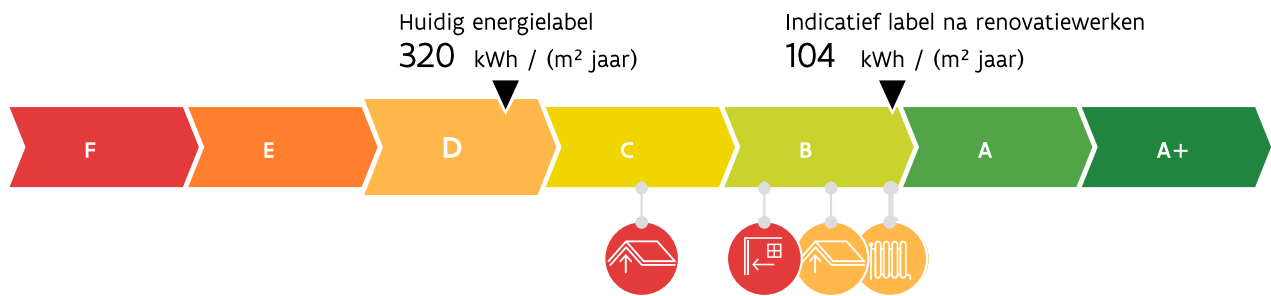 Huidig energielabel
320 kWh / (m² jaar)
Indicatief label na renovatiewerken
104 kWh / (m² jaar)
F E D C B A A+